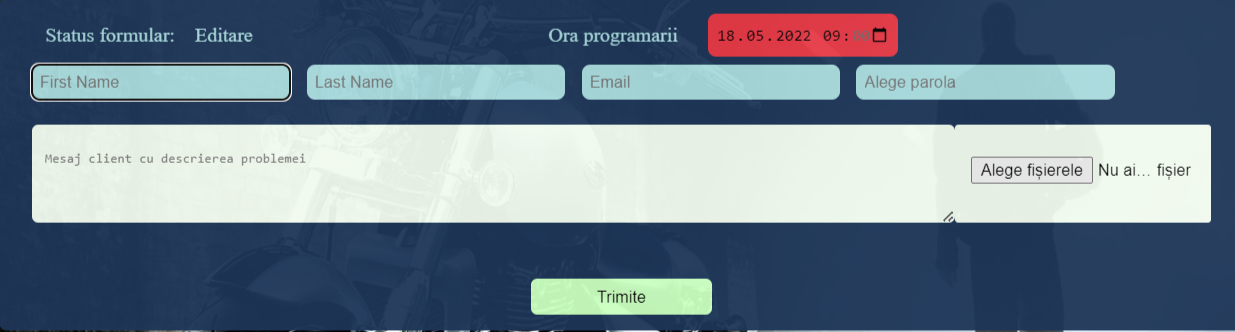 Status formular: Editare Ora programarii 18.05.2022 09:00
First Name Last Name Email Alege parola
Mesaj client cu descrierea problemei
Alege fișierele Nu ai... fișier
Trimite